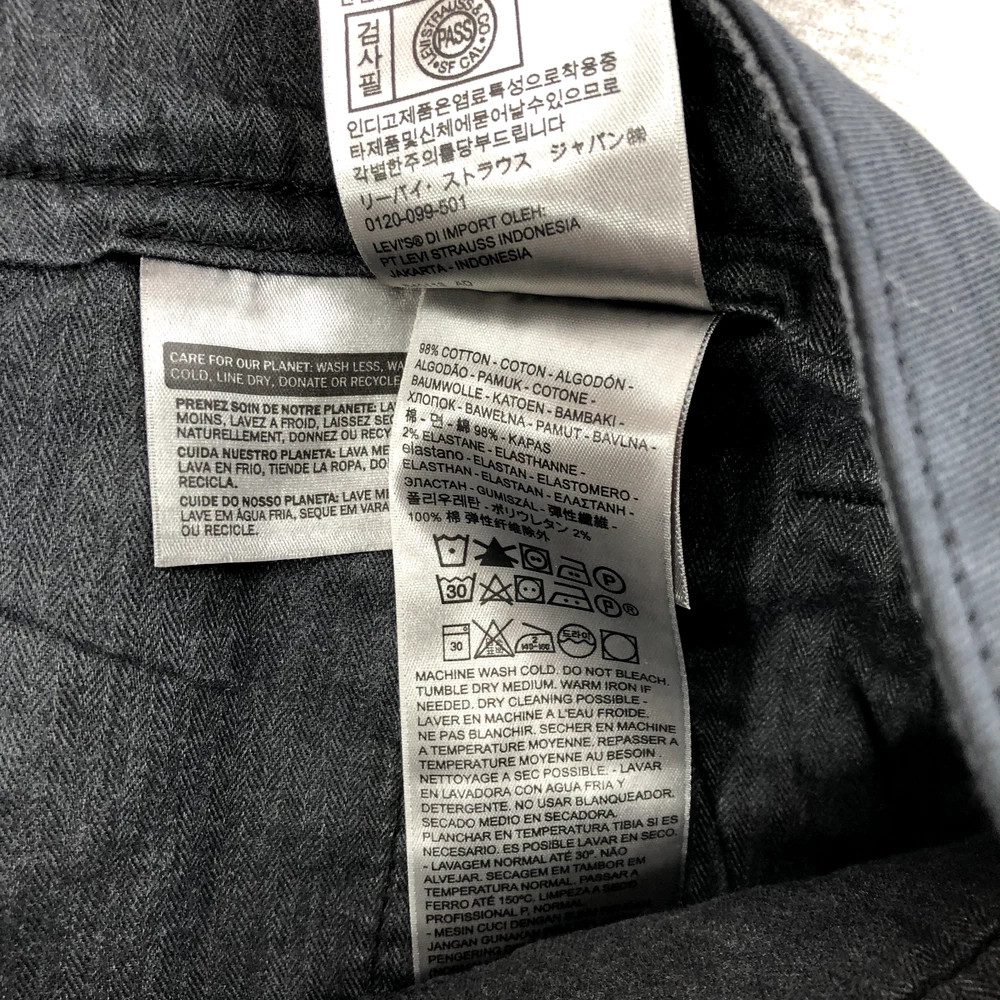 검사필
LEVI STRAUSS & CO
PASS
SF CAL
인디고제품은염료특성으로착용중
타제품및신체에묻어날수있으므로
각별한주의를당부드립니다
リーバイ・ストラウス ジャパン㈱
0120-099-501
LEVI'S® DI IMPORT OLEH:
PT LEVI STRAUSS INDONESIA
JAKARTA - INDONESIA
CARE FOR OUR PLANET: WASH LESS,
COLD, LINE DRY, DONATE OR RECYCLE
PRENEZ SOIN DE NOTRE PLANETE:
MOINS, LAVEZ A FROID, LAISSEZ
NATURELLEMENT, DONNEZ OU
CUIDA NUESTRO PLANETA: LAVA
LAVA EN FRIO, TIENDE LA ROPA,
RECICLA.
CUIDE DO NOSSO PLANETA: LAVE
LAVE EM ÁGUA FRIA, SEQUE EM
OU RECICLE.
98% COTTON - COTON - ALGODÓN -
ALGODÃO - PAMUK - COTONE -
BAUMWOLLE - KATOEN - BAMBAKI -
ХЛОПОК - BAWEŁNA - PAMUT - BAVLNA -
棉 - 면 - 綿 98% - KAPAS
2% ELASTANE - ELASTHANNE -
elastano - ELASTAN - ELASTOMERO -
ELASTHAN - ELASTAAN - ΕΛΑΣΤΑΝΗ -
ЭЛАСТАН - GUMISZÁL - 彈性纖維 -
폴리우레탄 - ポリウレタン 2%
100% 棉 弹性纤维除外
P
30 P®
30 2 140-160 드라이
MACHINE WASH COLD. DO NOT BLEACH.
TUMBLE DRY MEDIUM. WARM IRON IF
NEEDED. DRY CLEANING POSSIBLE -
LAVER EN MACHINE A L'EAU FROIDE.
NE PAS BLANCHIR. SECHER EN MACHINE
A TEMPERATURE MOYENNE. REPASSER A
TEMPERATURE MOYENNE AU BESOIN.
NETTOYAGE A SEC POSSIBLE. - LAVAR
EN LAVADORA CON AGUA FRIA Y
DETERGENTE. NO USAR BLANQUEADOR.
SECADO MEDIO EN SECADORA.
PLANCHAR EN TEMPERATURA TIBIA SI ES
NECESARIO. ES POSIBLE LAVAR EN SECO.
- LAVAGEM NORMAL ATÉ 30º. NÃO
ALVEJAR. SECAGEM EM TAMBOR EM
TEMPERATURA NORMAL. PASSAR A
FERRO ATÉ 150ºC. LIMPEZA A SECO
PROFISSIONAL P, NORMAL.
- MESIN CUCI DENGAN
JANGAN
PENGERING